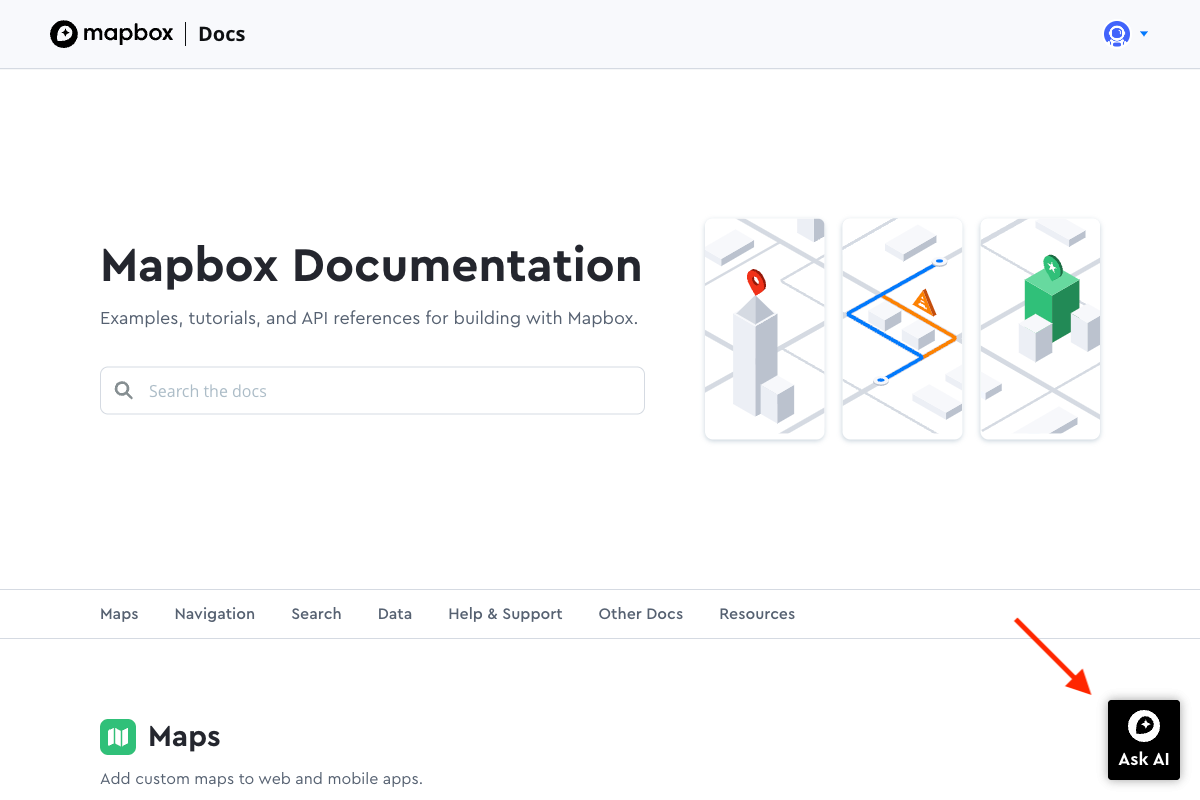 mapbox | Docs
Mapbox Documentation
Examples, tutorials, and API references for building with Mapbox.
Search the docs
Maps Navigation Search Data Help & Support Other Docs Resources
Maps
Add custom maps to web and mobile apps.
Ask AI